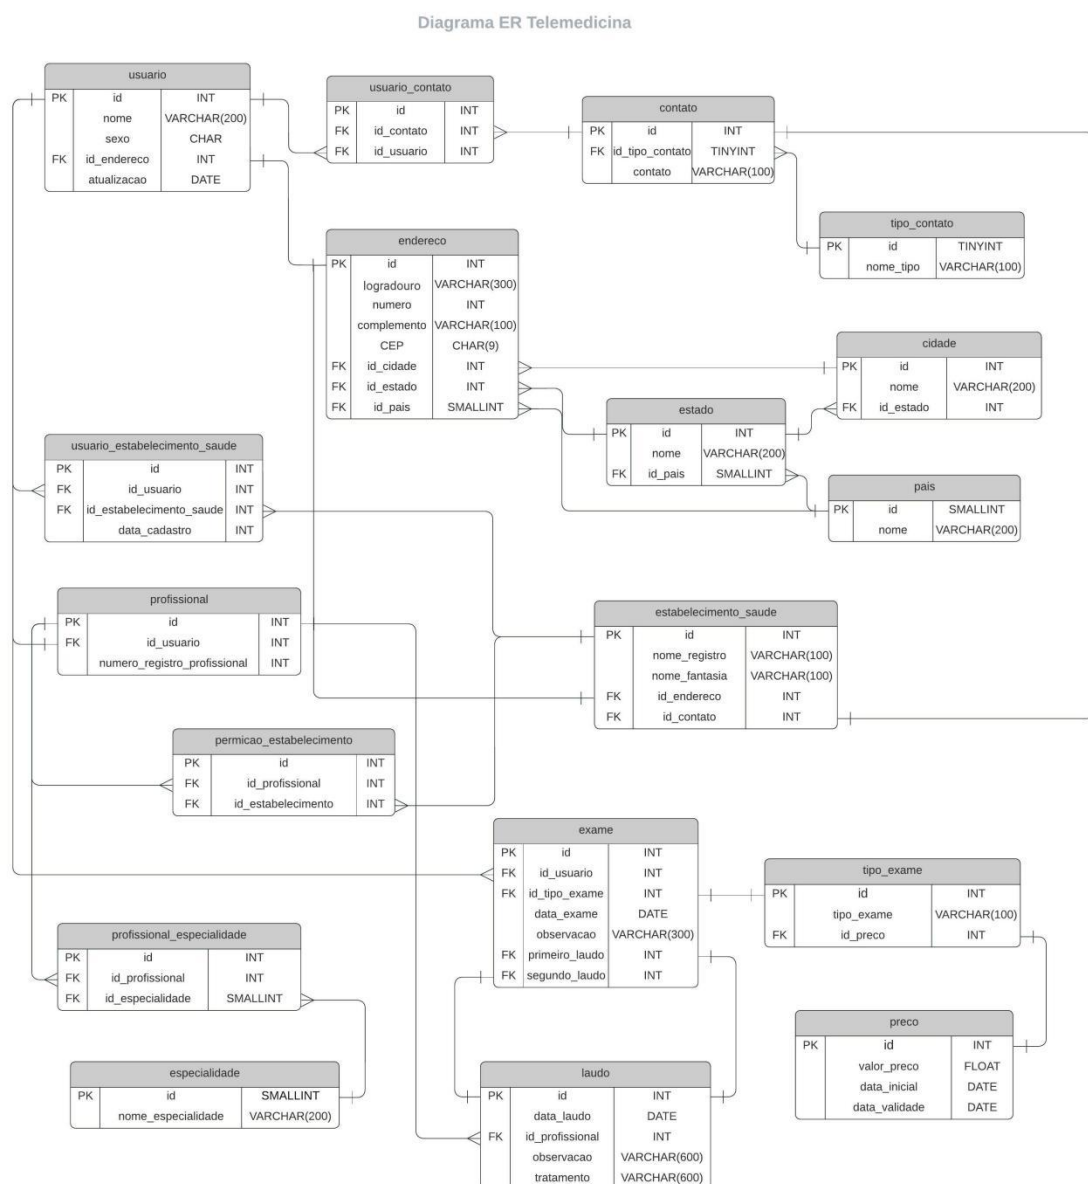 Diagrama ER Telemedicina
usuario
PK id INT
nome VARCHAR(200)
sexo CHAR
FK id_endereco INT
atualizacao DATE
usuario_contato
PK id INT
FK id_contato INT
FK id_usuario INT
contato
PK id INT
FK id_tipo_contato TINYINT
contato VARCHAR(100)
tipo_contato
PK id TINYINT
nome_tipo VARCHAR(100)
endereco
PK id INT
logradouro VARCHAR(300)
numero INT
complemento VARCHAR(100)
CEP CHAR(9)
FK id_cidade INT
FK id_estado INT
FK id_pais SMALLINT
cidade
PK id INT
nome VARCHAR(200)
FK id_estado INT
estado
PK id INT
nome VARCHAR(200)
FK id_pais SMALLINT
pais
PK id SMALLINT
nome VARCHAR(200)
usuario_estabelecimento_saude
PK id INT
FK id_usuario INT
FK id_estabelecimento_saude INT
data_cadastro INT
profissional
PK id INT
FK id_usuario INT
numero_registro_profissional INT
estabelecimento_saude
PK id INT
nome_registro VARCHAR(100)
nome_fantasia VARCHAR(100)
FK id_endereco INT
FK id_contato INT
permicao_estabelecimento
PK id INT
FK id_profissional INT
FK id_estabelecimento INT
exame
PK id INT
FK id_usuario INT
FK id_tipo_exame INT
data_exame DATE
observacao VARCHAR(300)
FK primeiro_laudo INT
FK segundo_laudo INT
tipo_exame
PK id INT
tipo_exame VARCHAR(100)
FK id_preco INT
profissional_especialidade
PK id INT
FK id_profissional INT
FK id_especialidade SMALLINT
preco
PK id INT
valor_preco FLOAT
data_inicial DATE
data_validade DATE
especialidade
PK id SMALLINT
nome_especialidade VARCHAR(200)
laudo
PK id INT
data_laudo DATE
FK id_profissional INT
observacao VARCHAR(600)
tratamento VARCHAR(600)